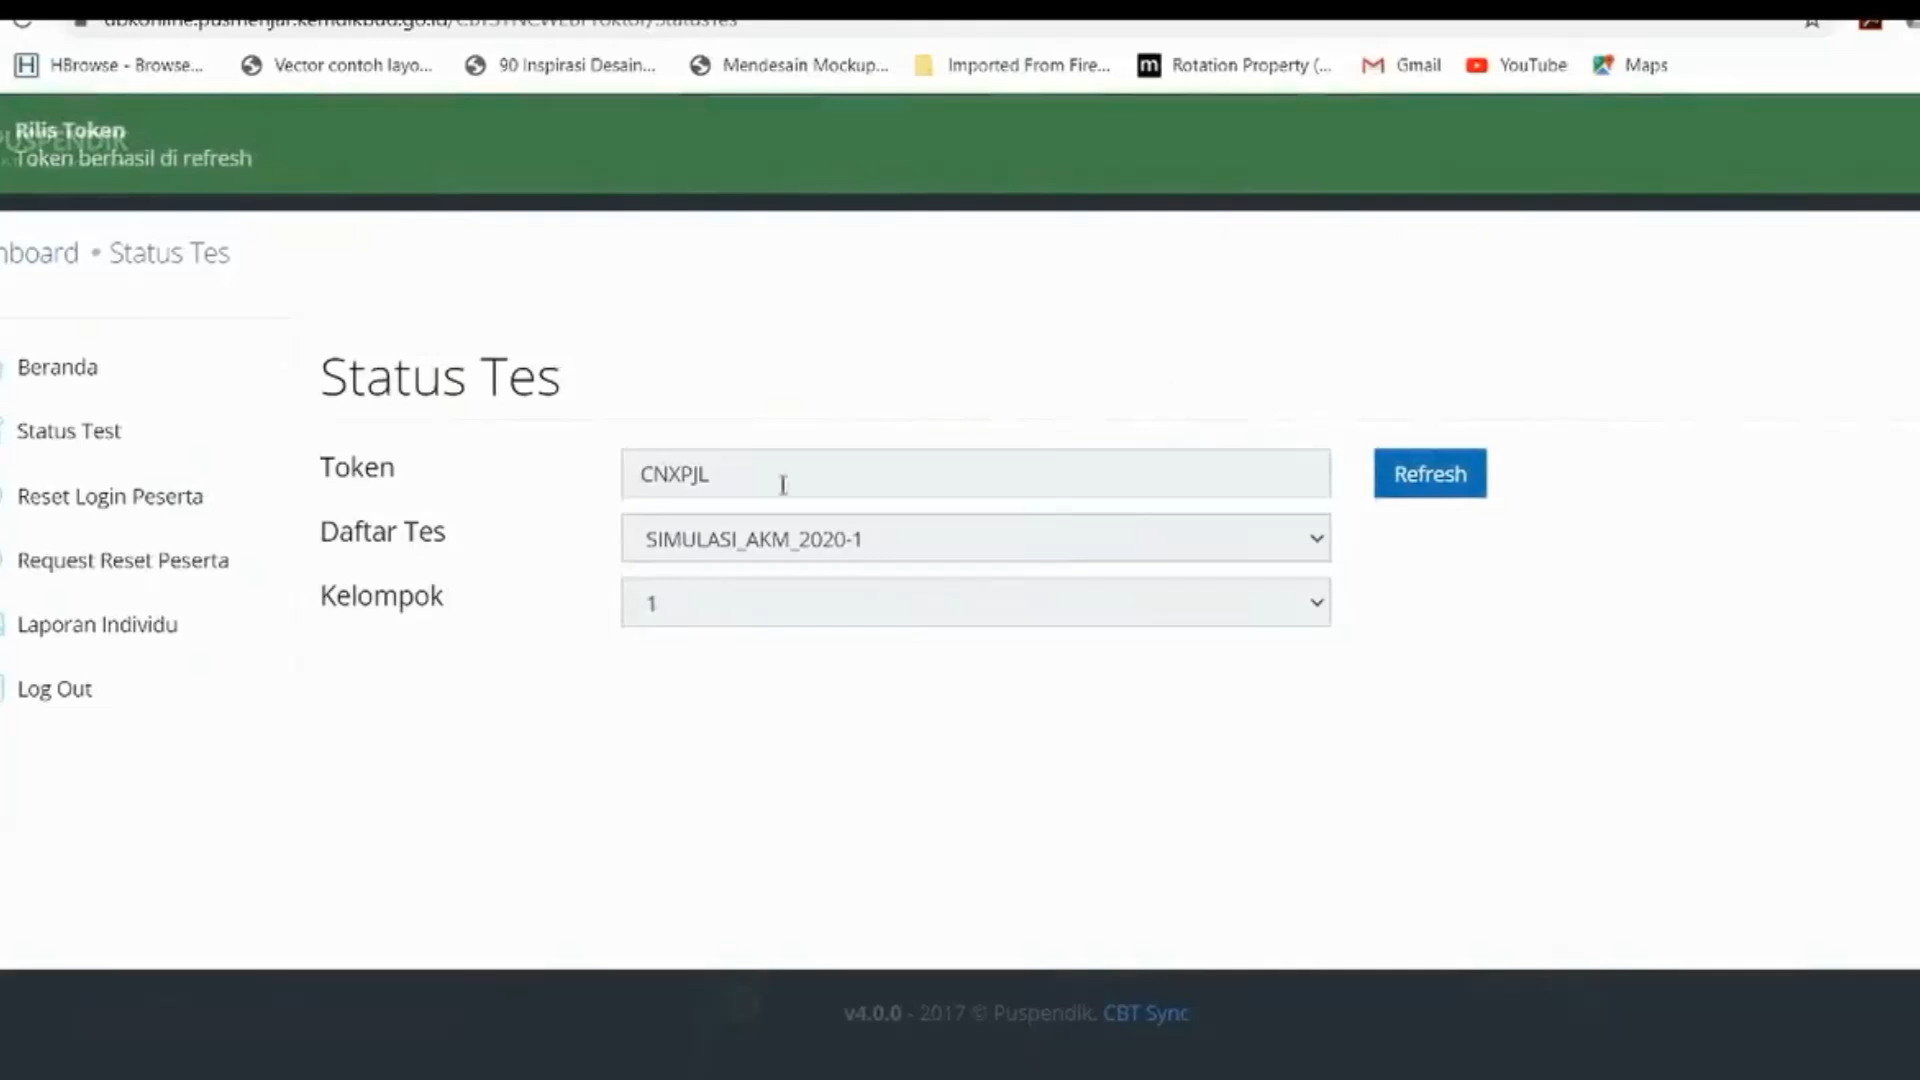 HBrowse - Browse... Vector contoh layo... 90 Inspirasi Desain... Mendesain Mockup... Imported From Fire... m Rotation Property (... Gmail YouTube Maps
Rilis Token
PUSPENDIK
Token berhasil di refresh
hboard • Status Tes
Beranda
Status Test
Reset Login Peserta
Request Reset Peserta
Laporan Individu
Log Out
Status Tes
Token
CNXPJL
Refresh
Daftar Tes
SIMULASI_AKM_2020-1
Kelompok
1
v4.0.0 - 2017 © Puspendik. CBT Sync